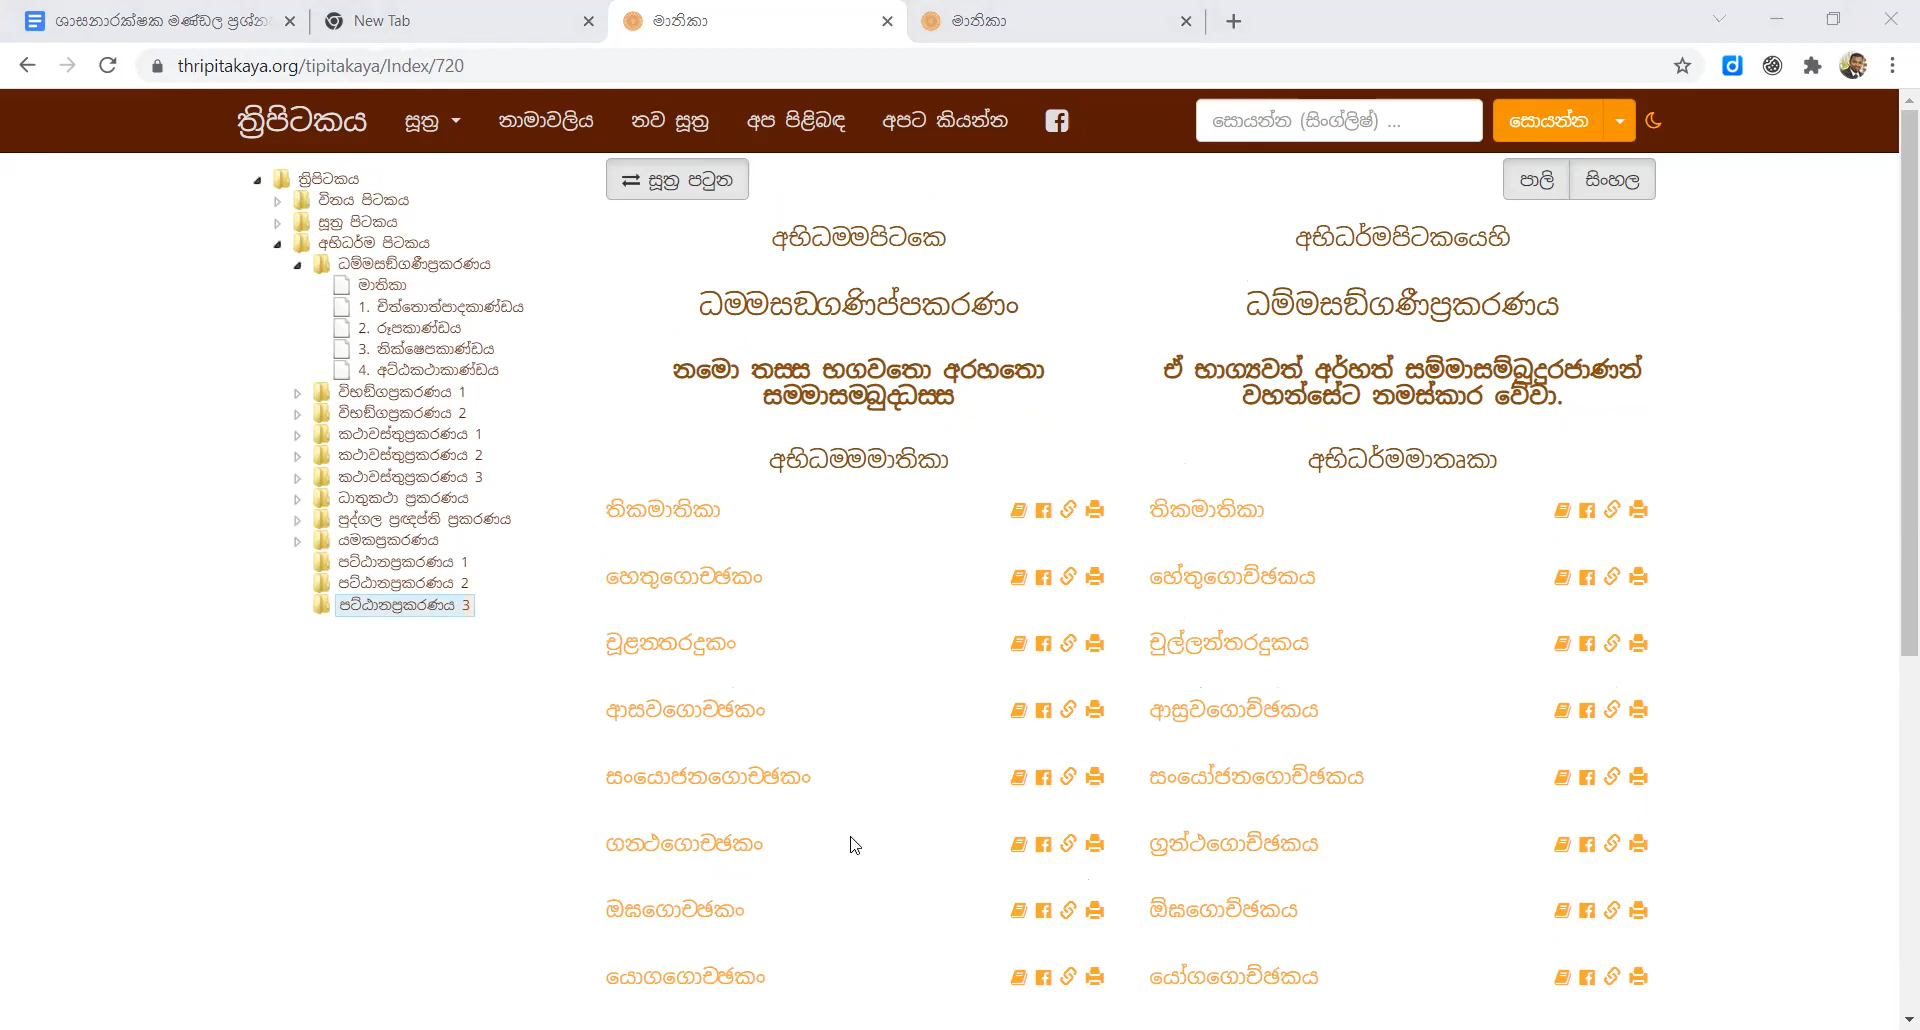 ශාසනාරක්ෂක මණ්ඩල ප්‍රශ්න
New Tab
මාතිකා
මාතිකා
thripitakaya.org/tipitakaya/Index/720
ත්‍රිපිටකය
සූත්‍ර
නාමාවලිය
නව සූත්‍ර
අප පිළිබඳ
අපට කියන්න
සොයන්න (සිංග්ලිෂ්) ...
සොයන්න
ත්‍රිපිටකය
විනය පිටකය
සූත්‍ර පිටකය
අභිධර්ම පිටකය
ධම්මසඞ්ගණීප්‍රකරණය
මාතිකා
1. චිත්තොත්පාදකාණ්ඩය
2. රූපකාණ්ඩය
3. නික්ෂෙපකාණ්ඩය
4. අට්ඨකථාකාණ්ඩය
විභඞ්ගප්‍රකරණය 1
විභඞ්ගප්‍රකරණය 2
කථාවස්තුප්‍රකරණය 1
කථාවස්තුප්‍රකරණය 2
කථාවස්තුප්‍රකරණය 3
ධාතුකථා ප්‍රකරණය
පුද්ගල ප්‍රඥප්ති ප්‍රකරණය
යමකප්‍රකරණය
පට්ඨානප්‍රකරණය 1
පට්ඨානප්‍රකරණය 2
පට්ඨානප්‍රකරණය 3
සූත්‍ර පටුන
පාලි
සිංහල
අභිධම‍්මපිටකෙ
අභිධර්මපිටකයෙහි
ධම‍්මසඞ‍්ගණිප්පකරණං
ධම්මසඞ්ගණීප්‍රකරණය
නමො තස‍්ස භගවතො අරහතො
සම‍්මාසම‍්බුද‍්ධස‍්ස
ඒ භාග්‍යවත් අර්හත් සම්මාසම්බුදුරජාණන්
වහන්සේට නමස්කාර වේවා.
අභිධම‍්මමාතිකා
අභිධර්මමාතෘකා
තිකමාතිකා
තිකමාතිකා
හෙතුගොච‍්ඡකං
හේතුගොච්ඡකය
චූළන‍්තරදුකං
චුල්ලන්තරදුකය
ආසවගොච‍්ඡකං
ආස්‍රවගොච්ඡකය
සංයොජනගොච‍්ඡකං
සංයෝජනගොච්ඡකය
ගන‍්ථගොච‍්ඡකං
ග්‍රන්ථගොච්ඡකය
ඔඝගොච‍්ඡකං
ඕඝගොච්ඡකය
යොගගොච‍්ඡකං
යෝගගොච්ඡකය